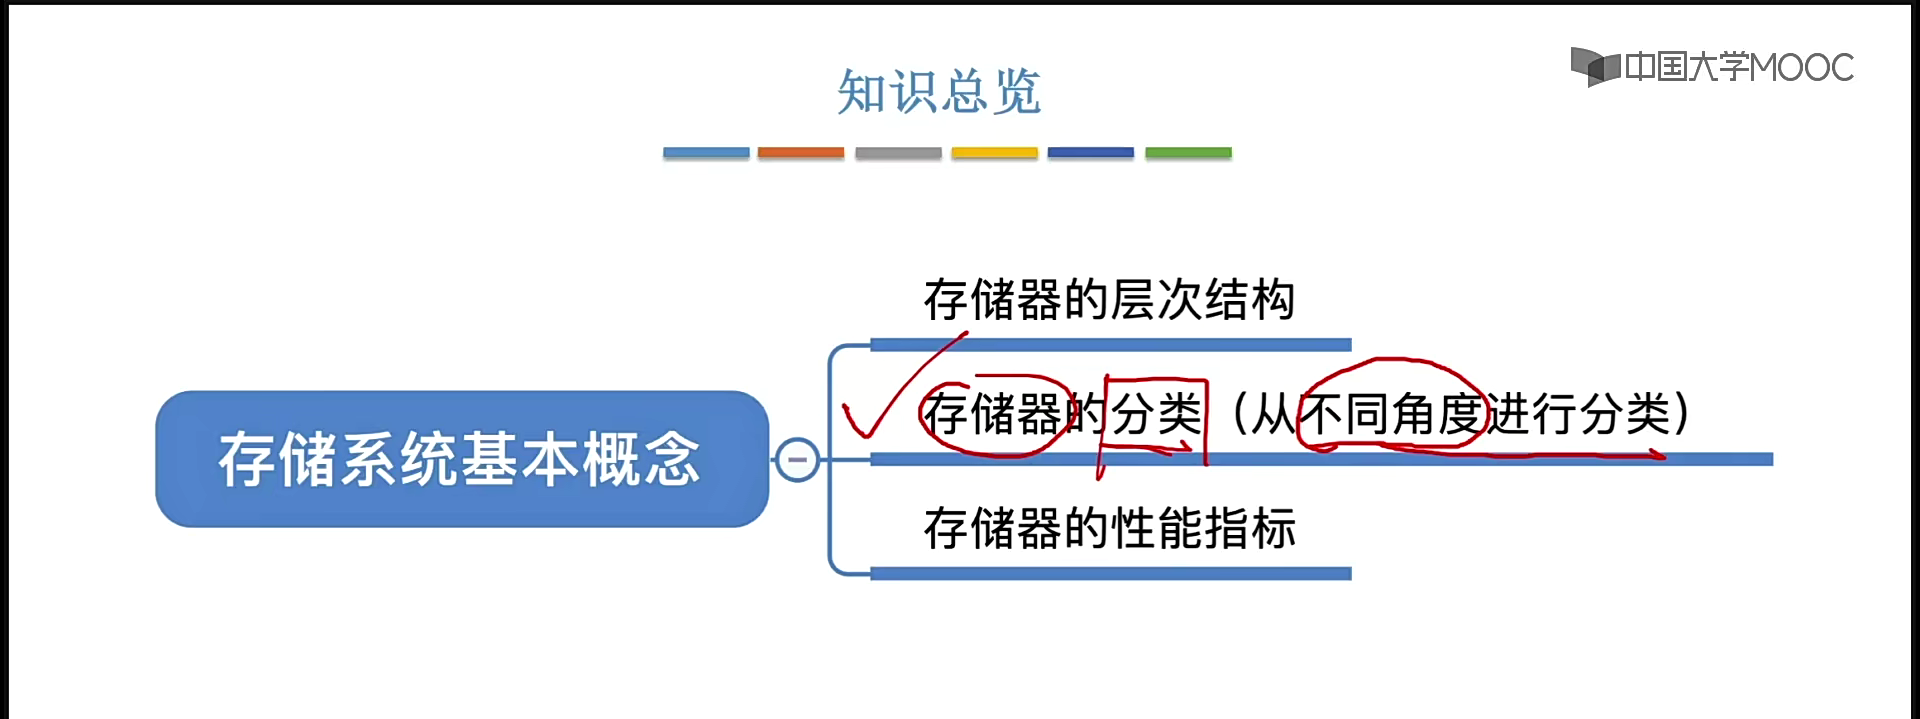 中国大学MOOC
知识总览
存储器的层次结构
存储器的分类（从不同角度进行分类）
存储系统基本概念
存储器的性能指标